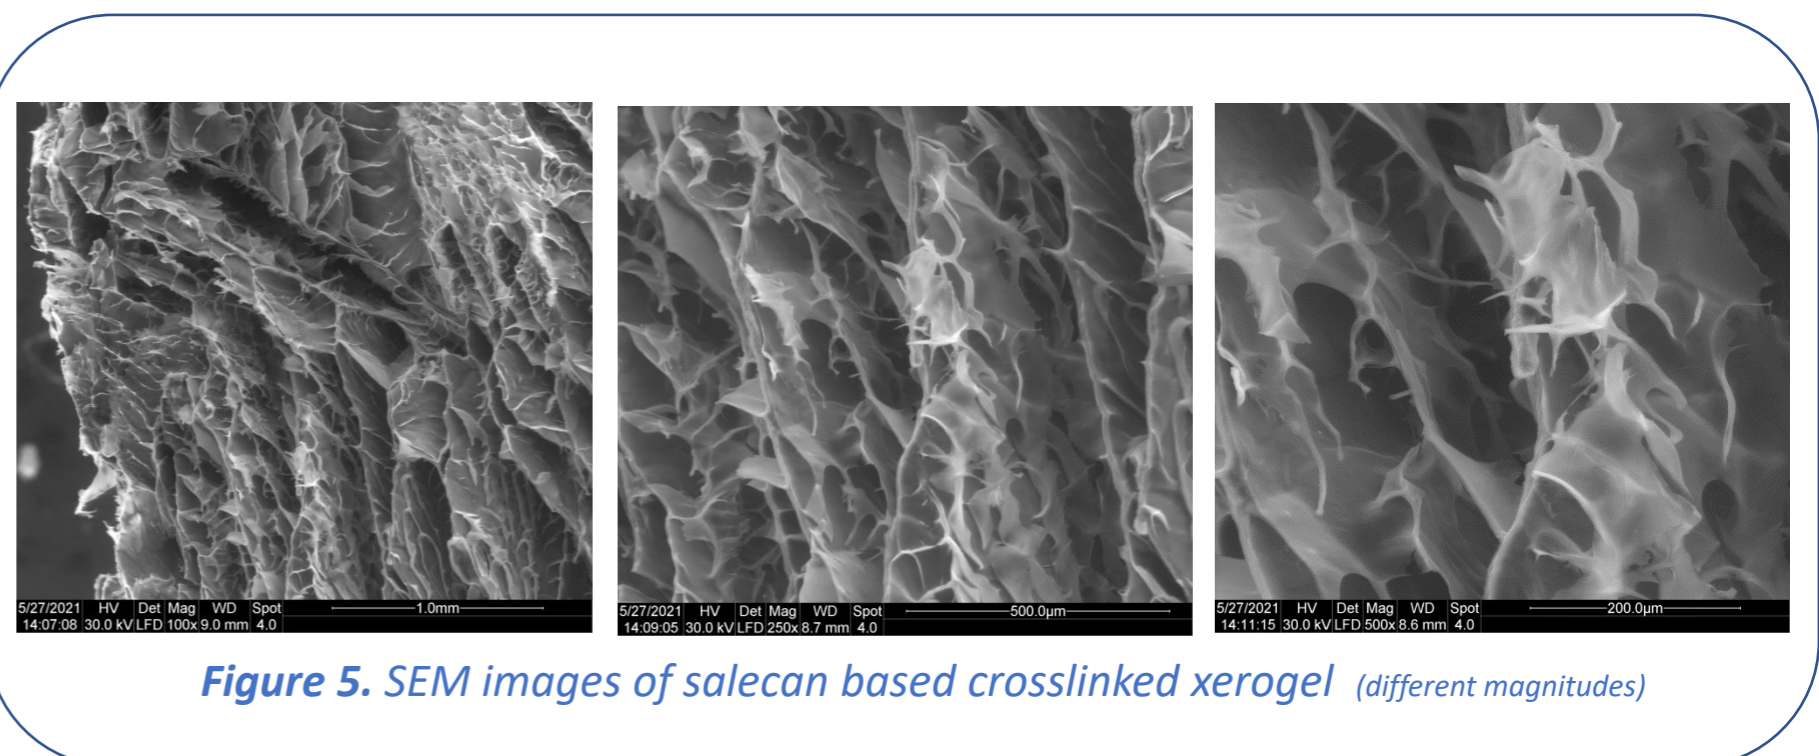 5/27/2021 HV Det Mag WD Spot 1.0mm
14:07:08 30.0 kV LFD 100x 9.0 mm 4.0
5/27/2021 HV Det Mag WD Spot 500.0µm
14:09:05 30.0 kV LFD 250x 8.7 mm 4.0
5/27/2021 HV Det Mag WD Spot 200.0µm
14:11:15 30.0 kV LFD 500x 8.6 mm 4.0
Figure 5. SEM images of salecan based crosslinked xerogel (different magnitudes)